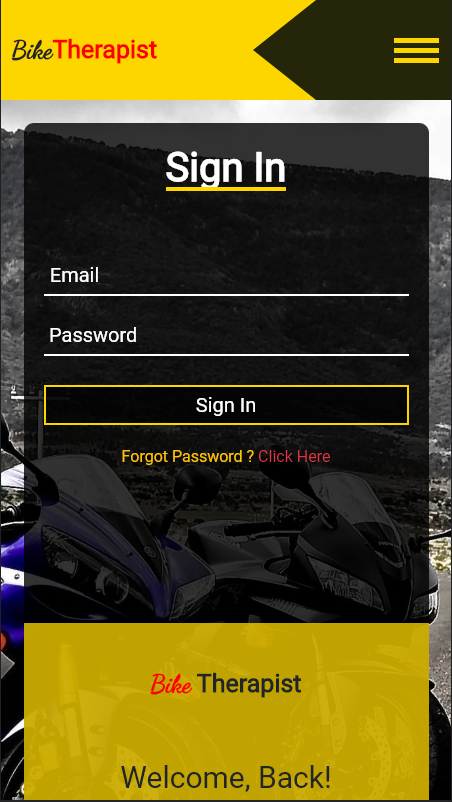 BikeTherapist
Sign In
Email
Password
Sign In
Forgot Password ? Click Here
Bike Therapist
Welcome, Back!